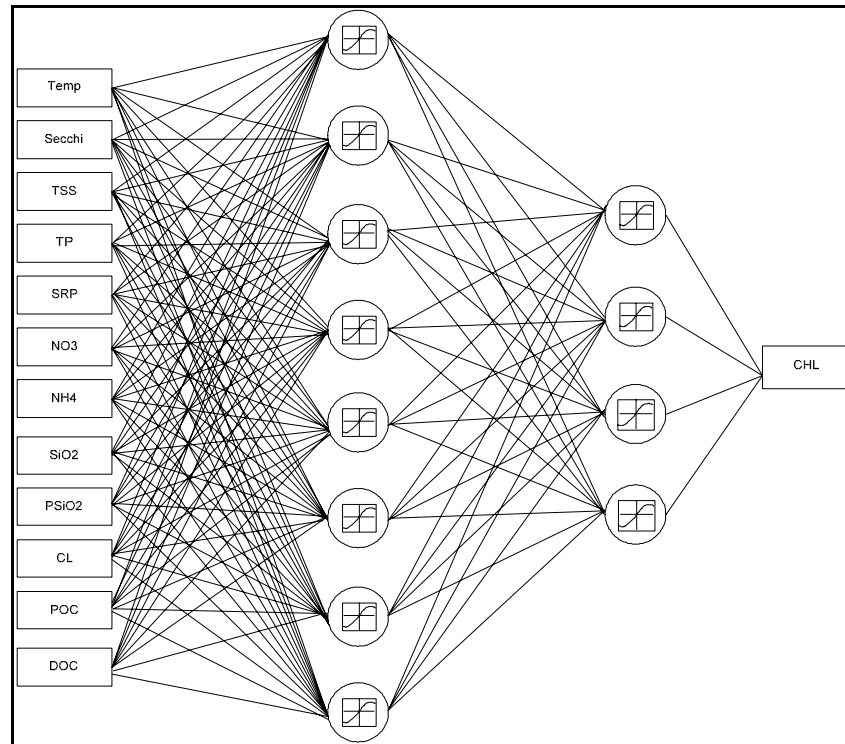 Temp
Secchi
TSS
TP
SRP
NO3
NH4
SiO2
PSiO2
CL
POC
DOC
CHL